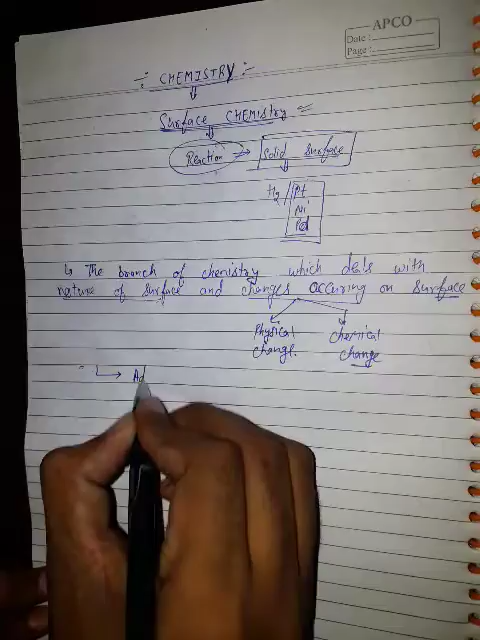 APCO
Date :
Page :
-: CHEMISTRY :-
Surface CHEMISTRY
Reaction → Solid Surface
H2 / Pt
Ni
Pd
↳ The branch of chemistry which deals with
nature of surface and changes occuring on surface
Physical chemical
change. change
↳ Ad